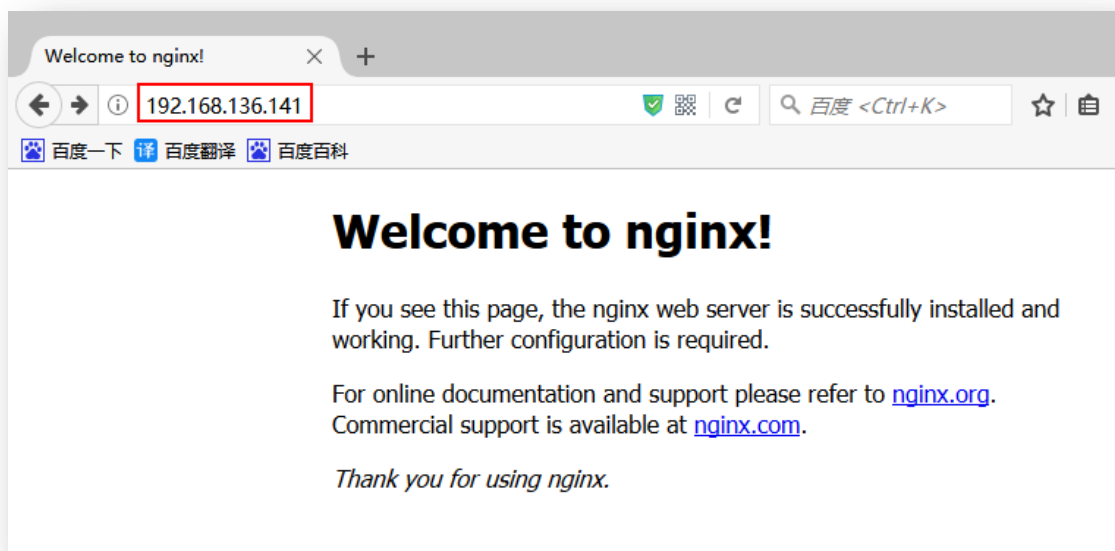 Welcome to nginx!
192.168.136.141
百度 <Ctrl+K>
百度一下 译 百度翻译 百度百科
Welcome to nginx!
If you see this page, the nginx web server is successfully installed and
working. Further configuration is required.
For online documentation and support please refer to nginx.org.
Commercial support is available at nginx.com.
Thank you for using nginx.